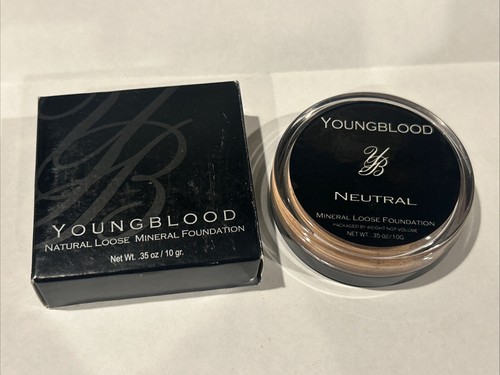 YB
YOUNGBLOOD
NATURAL LOOSE MINERAL FOUNDATION
Net Wt. .35 oz / 10 gr.
YOUNGBLOOD
YB
NEUTRAL
MINERAL LOOSE FOUNDATION
PACKAGED BY WEIGHT NOT VOLUME
NET WT. .35 OZ/10G